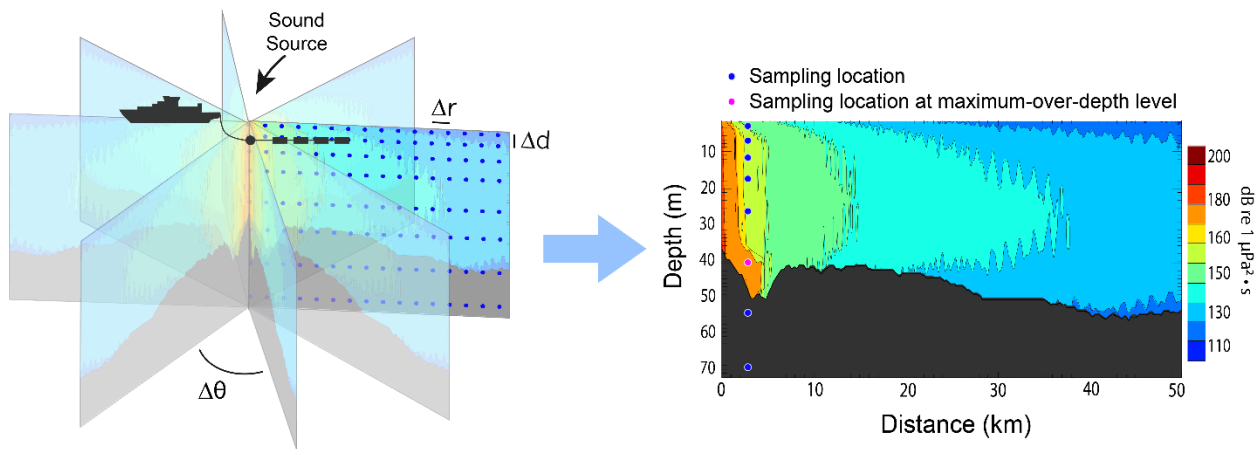 Sound
Source
Δr
Δd
Δθ
Sampling location
Sampling location at maximum-over-depth level
Depth (m)
10
20
30
40
50
60
70
0
10
20
30
40
50
Distance (km)
200
180
160
150
130
110
dB re 1 µPa² • s